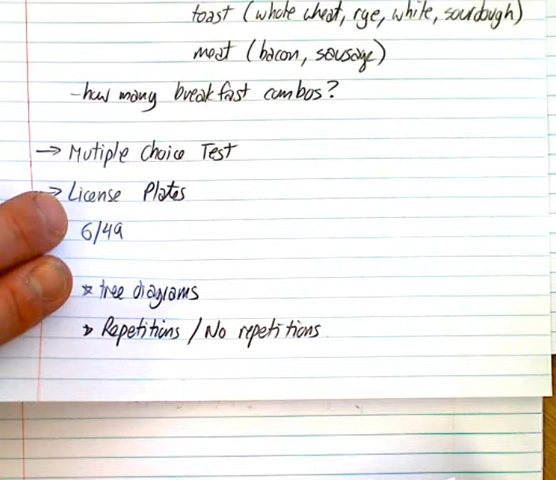 toast (whole wheat, rye, white, sourdough)
meat (bacon, sausage)
-how many breakfast combos?
→ Mutiple Choice Test
→ License Plates
6/49
* tree diagrams
* Repetitions / No repetitions